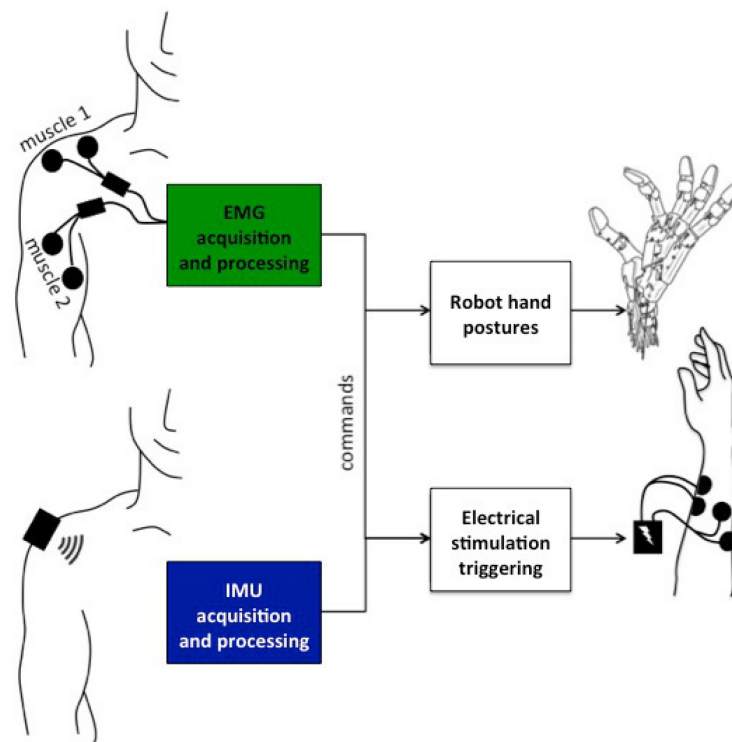 muscle 1
muscle 2
EMG
acquisition
and processing
Robot hand
postures
commands
Electrical
stimulation
triggering
IMU
acquisition
and processing